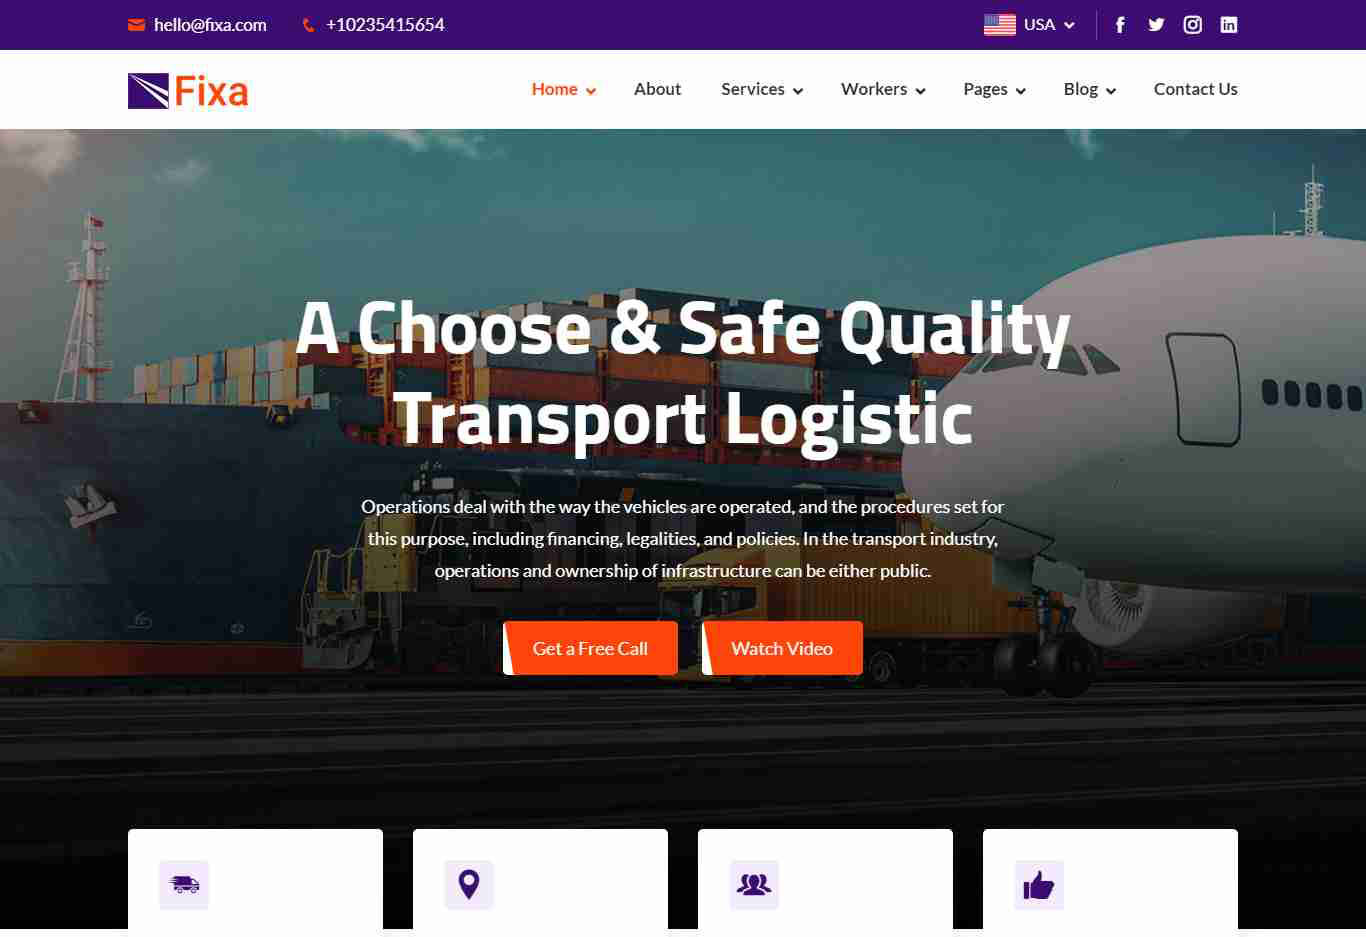 hello@fixa.com +10235415654 USA
Fixa Home About Services Workers Pages Blog Contact Us
A Choose & Safe Quality
Transport Logistic
Operations deal with the way the vehicles are operated, and the procedures set for
this purpose, including financing, legalities, and policies. In the transport industry,
operations and ownership of infrastructure can be either public.
Get a Free Call Watch Video